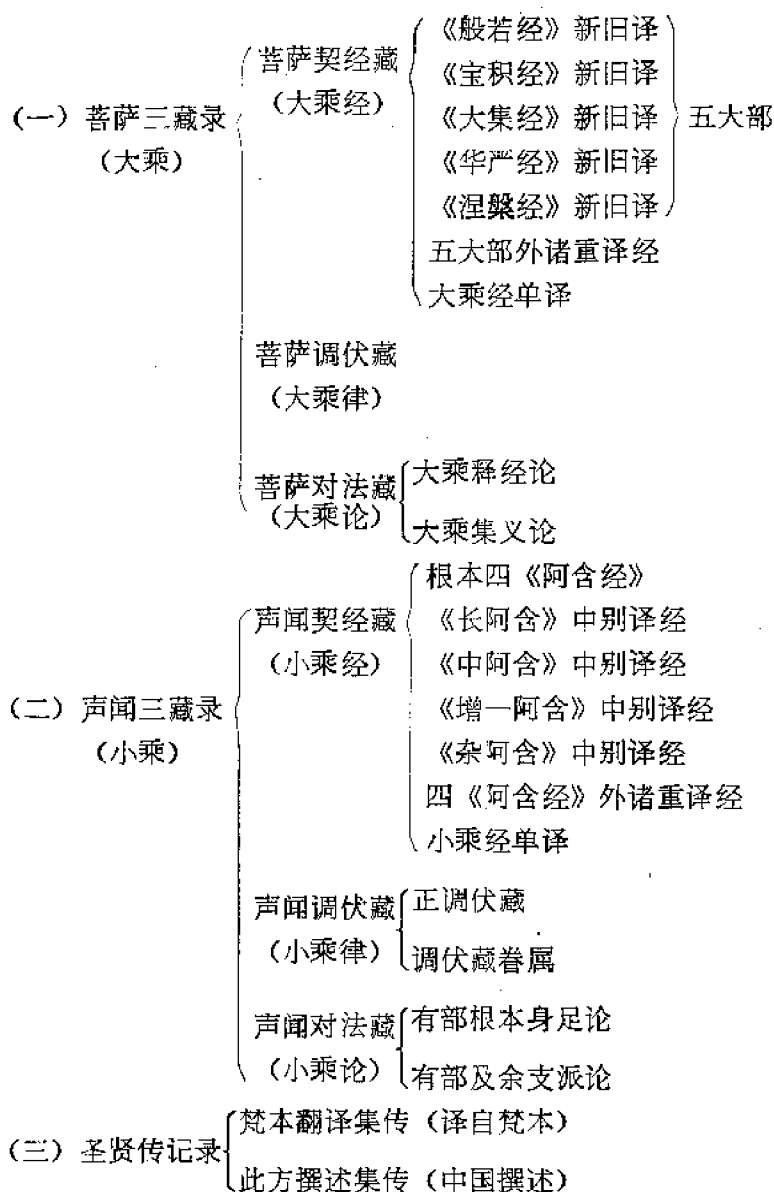 《般若经》新旧译
菩萨契经藏
《宝积经》新旧译
(大乘经)
(一)菩萨三藏录
《大集经》新旧译
五大部
(大乘)
《华严经》新旧译
《涅槃经》新旧译
五大部外诸重译经
大乘经单译
菩萨调伏藏
(大乘律)
菩萨对法藏
(大乘论)
大乘释经论
大乘集义论
根本四《阿含经》
声闻契经藏
(小乘经)
《长阿含》中别译经
《中阿含》中别译经
(二)声闻三藏录
(小乘)
《增一阿含》中别译经
《杂阿含》中别译经
四《阿含经》外诸重译经
小乘经单译
声闻调伏藏
(小乘律)
正调伏藏
调伏藏眷属
声闻对法藏
(小乘论)
有部根本身足论
有部及余支派论
(三)圣贤传记录
梵本翻译集传(译自梵本)
此方撰述集传(中国撰述)